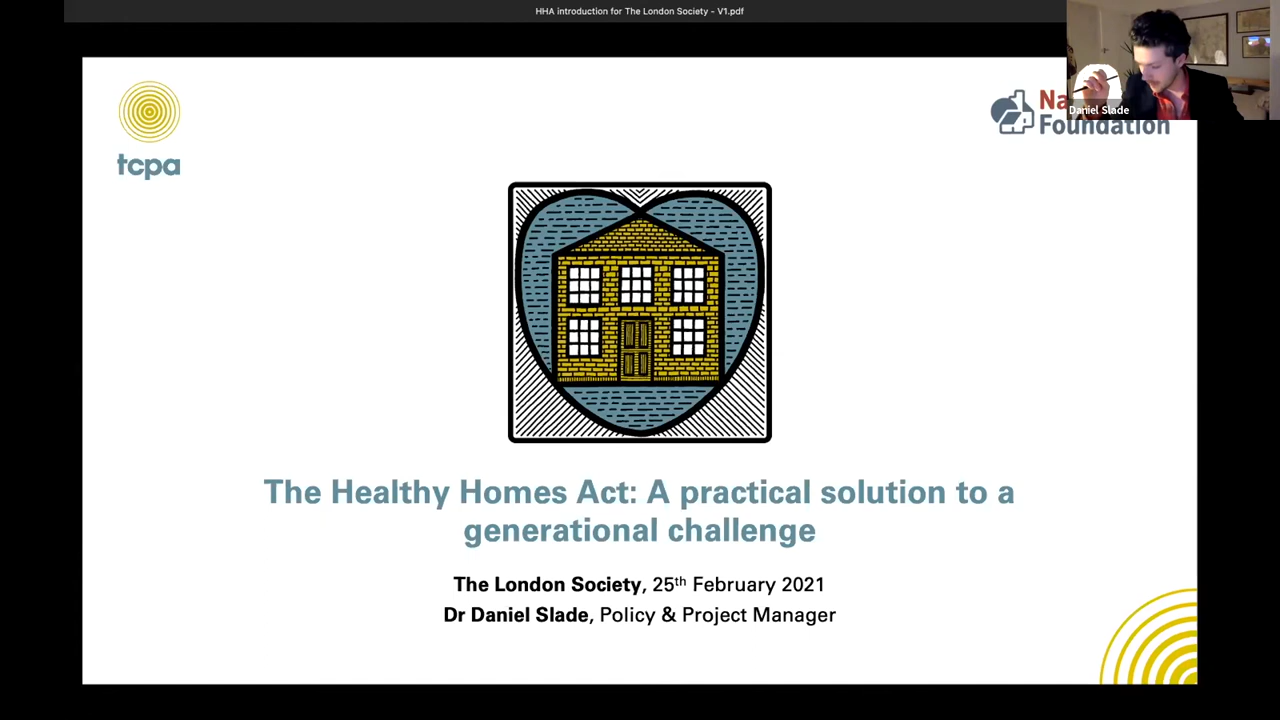 HHA introduction for The London Society - V1.pdf
tcpa
Foundation
Daniel Slade
The Healthy Homes Act: A practical solution to a
generational challenge
The London Society, 25th February 2021
Dr Daniel Slade, Policy & Project Manager